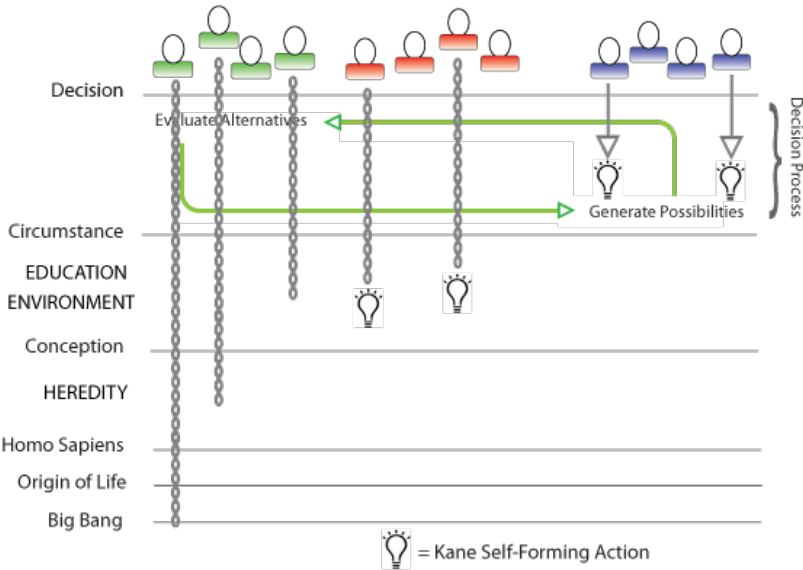 Decision
Evaluate Alternatives
Decision Process
Generate Possibilities
Circumstance
EDUCATION
ENVIRONMENT
Conception
HEREDITY
Homo Sapiens
Origin of Life
Big Bang
= Kane Self-Forming Action